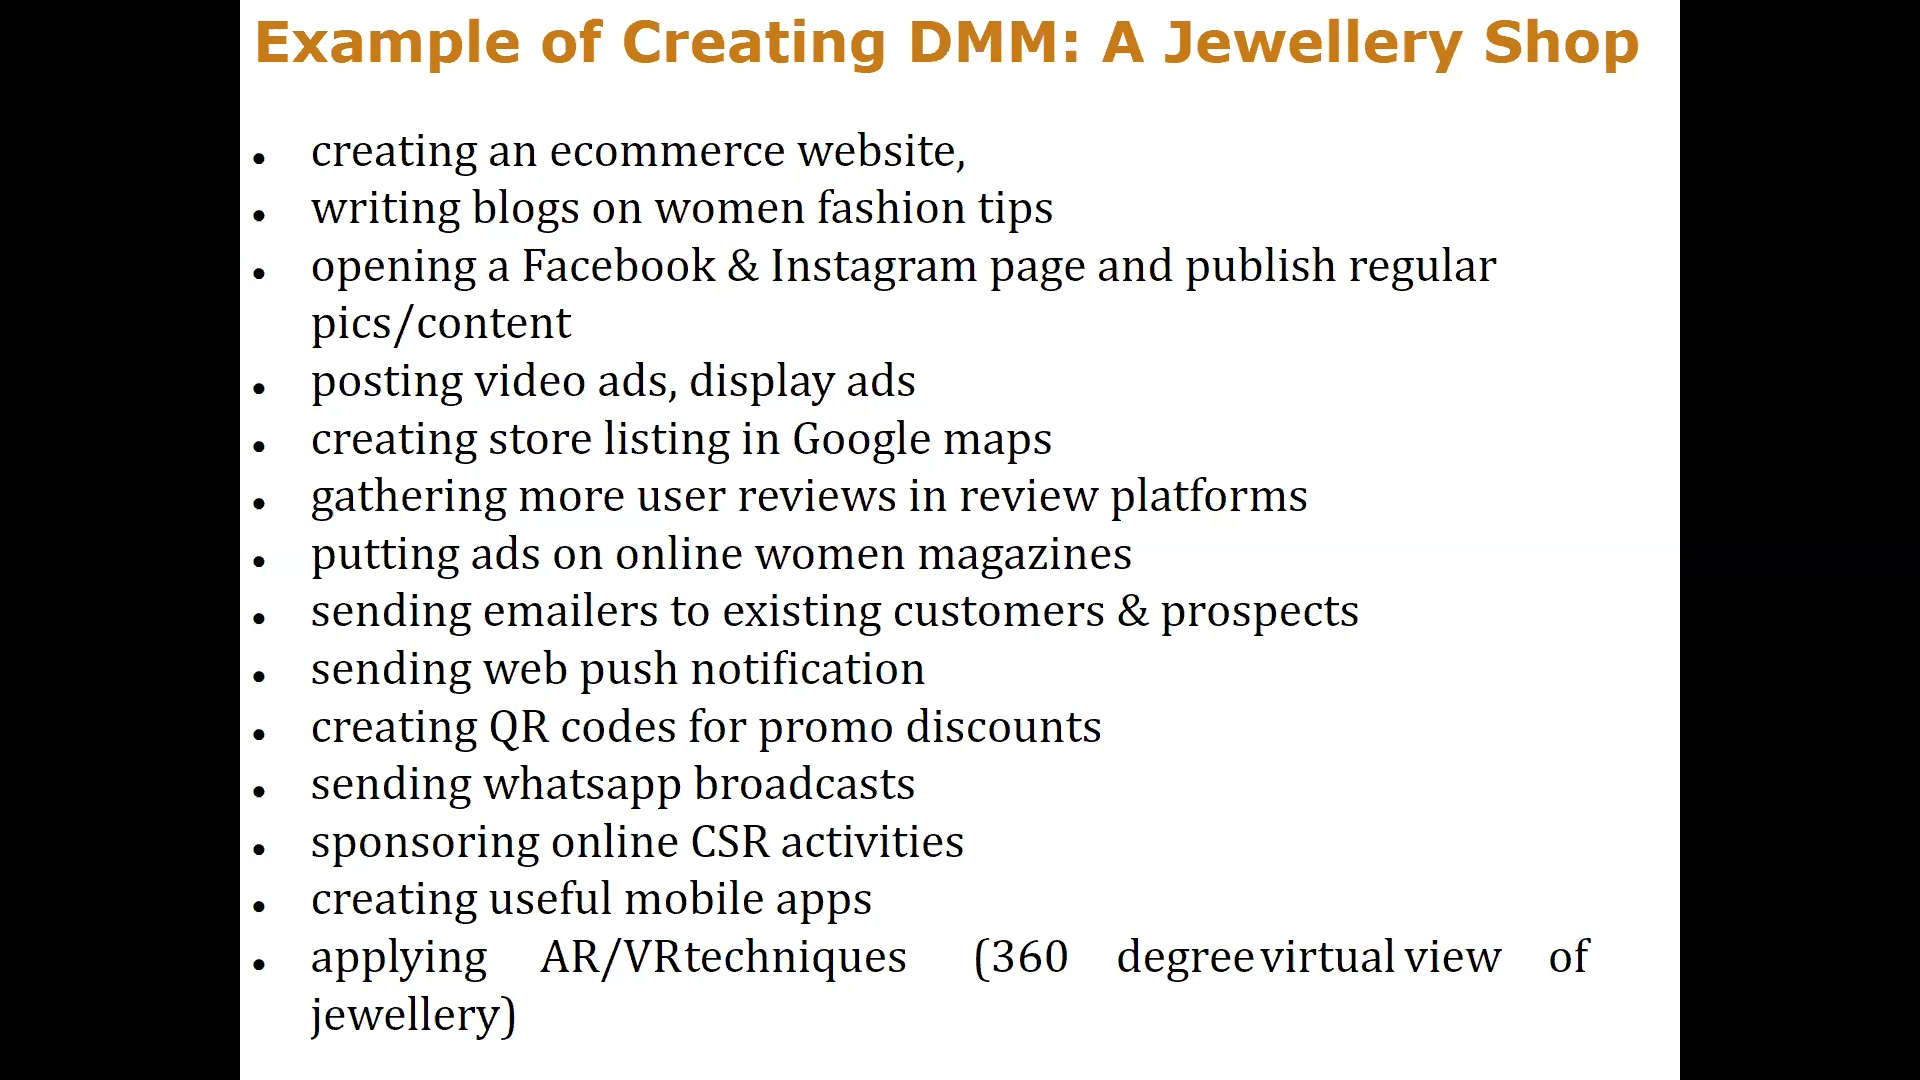 Example of Creating DMM: A Jewellery Shop
• creating an ecommerce website,
• writing blogs on women fashion tips
• opening a Facebook & Instagram page and publish regular
pics/content
• posting video ads, display ads
• creating store listing in Google maps
• gathering more user reviews in review platforms
• putting ads on online women magazines
• sending emailers to existing customers & prospects
• sending web push notification
• creating QR codes for promo discounts
• sending whatsapp broadcasts
• sponsoring online CSR activities
• creating useful mobile apps
• applying AR/VR techniques (360 degree virtual view of
jewellery)